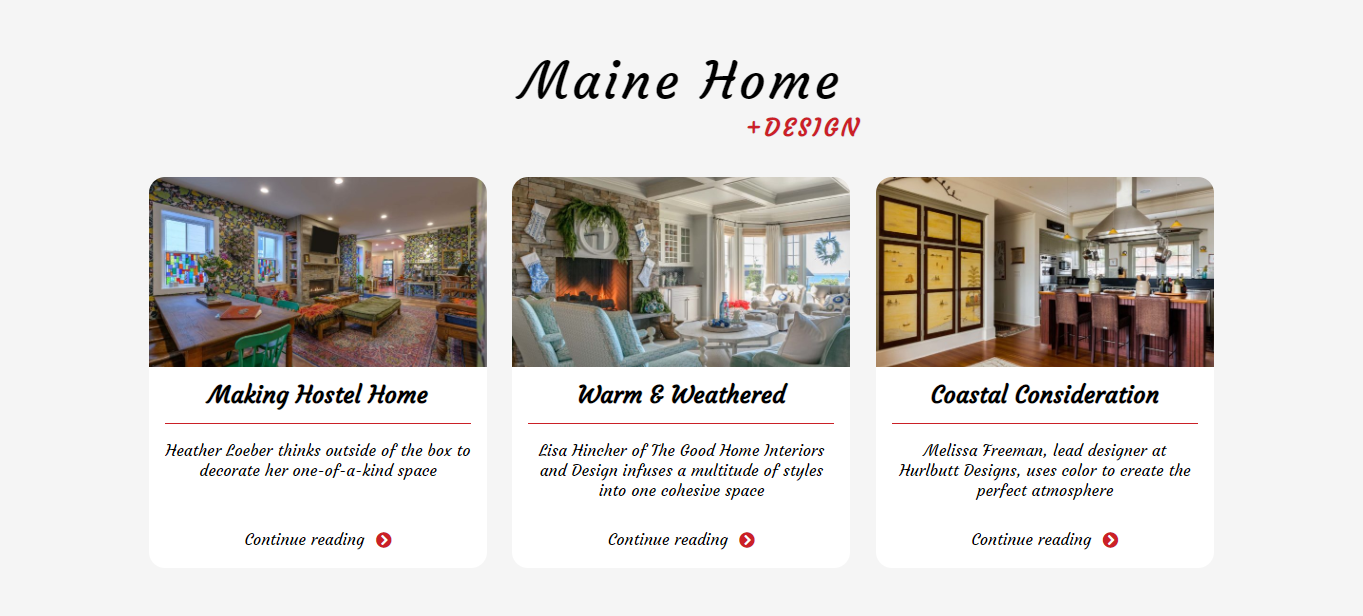 Maine Home
+DESIGN
Making Hostel Home
Heather Loeber thinks outside of the box to
decorate her one-of-a-kind space
Continue reading
Warm & Weathered
Lisa Hincher of The Good Home Interiors
and Design infuses a multitude of styles
into one cohesive space
Continue reading
Coastal Consideration
Melissa Freeman, lead designer at
Hurlbutt Designs, uses color to create the
perfect atmosphere
Continue reading